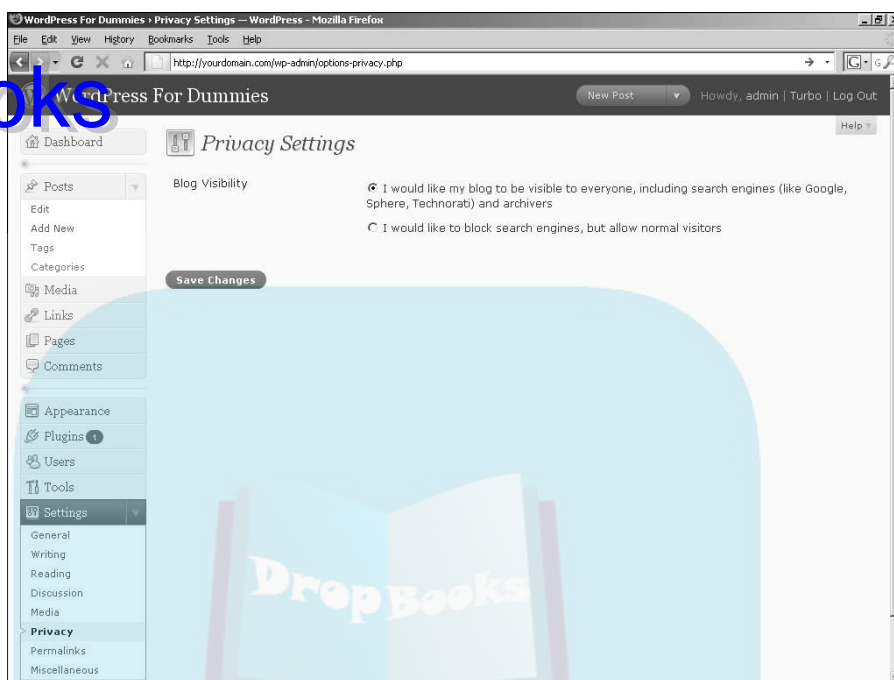 WordPress For Dummies › Privacy Settings — WordPress - Mozilla Firefox
File Edit View History Bookmarks Tools Help
http://yourdomain.com/wp-admin/options-privacy.php
oks
WordPress For Dummies
New Post
Howdy, admin | Turbo | Log Out
Help
Dashboard
Privacy Settings
Posts
Edit
Add New
Tags
Categories
Media
Links
Pages
Comments
Appearance
Plugins 1
Users
Tools
Settings
General
Writing
Reading
Discussion
Media
Privacy
Permalinks
Miscellaneous
Blog Visibility
I would like my blog to be visible to everyone, including search engines (like Google,
Sphere, Technorati) and archivers
I would like to block search engines, but allow normal visitors
Save Changes
Drop Books